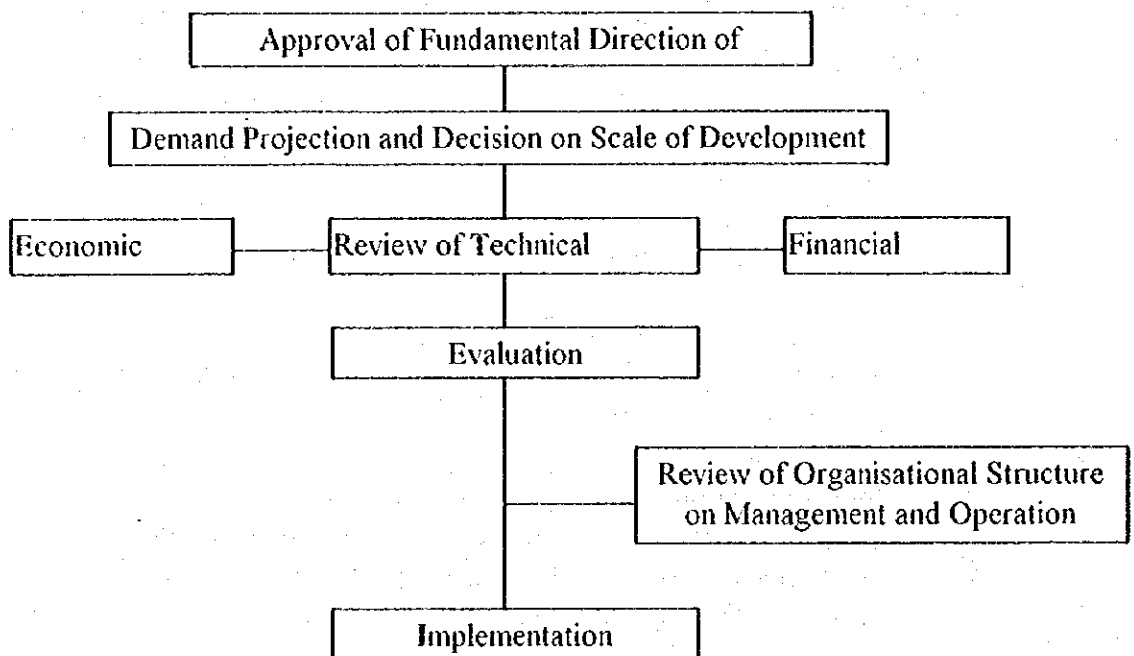 Approval of Fundamental Direction of
Demand Projection and Decision on Scale of Development
Economic
Review of Technical
Financial
Evaluation
Review of Organisational Structure
on Management and Operation
Implementation